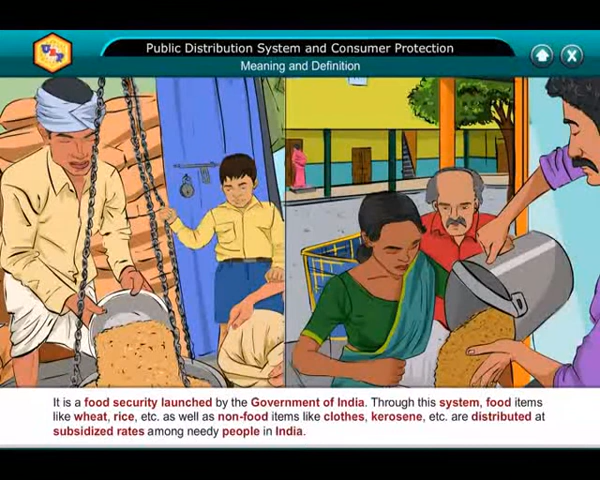 Public Distribution System and Consumer Protection
Meaning and Definition
It is a food security launched by the Government of India. Through this system, food items
like wheat, rice, etc. as well as non-food items like clothes, kerosene, etc. are distributed at
subsidized rates among needy people in India.